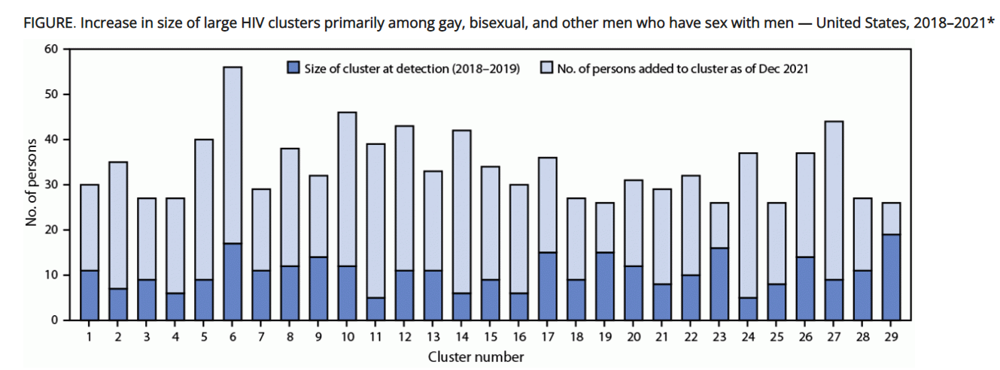 FIGURE. Increase in size of large HIV clusters primarily among gay, bisexual, and other men who have sex with men — United States, 2018–2021*
60
Size of cluster at detection (2018–2019) No. of persons added to cluster as of Dec 2021
50
40
No. of persons
30
20
10
0
1 2 3 4 5 6 7 8 9 10 11 12 13 14 15 16 17 18 19 20 21 22 23 24 25 26 27 28 29
Cluster number